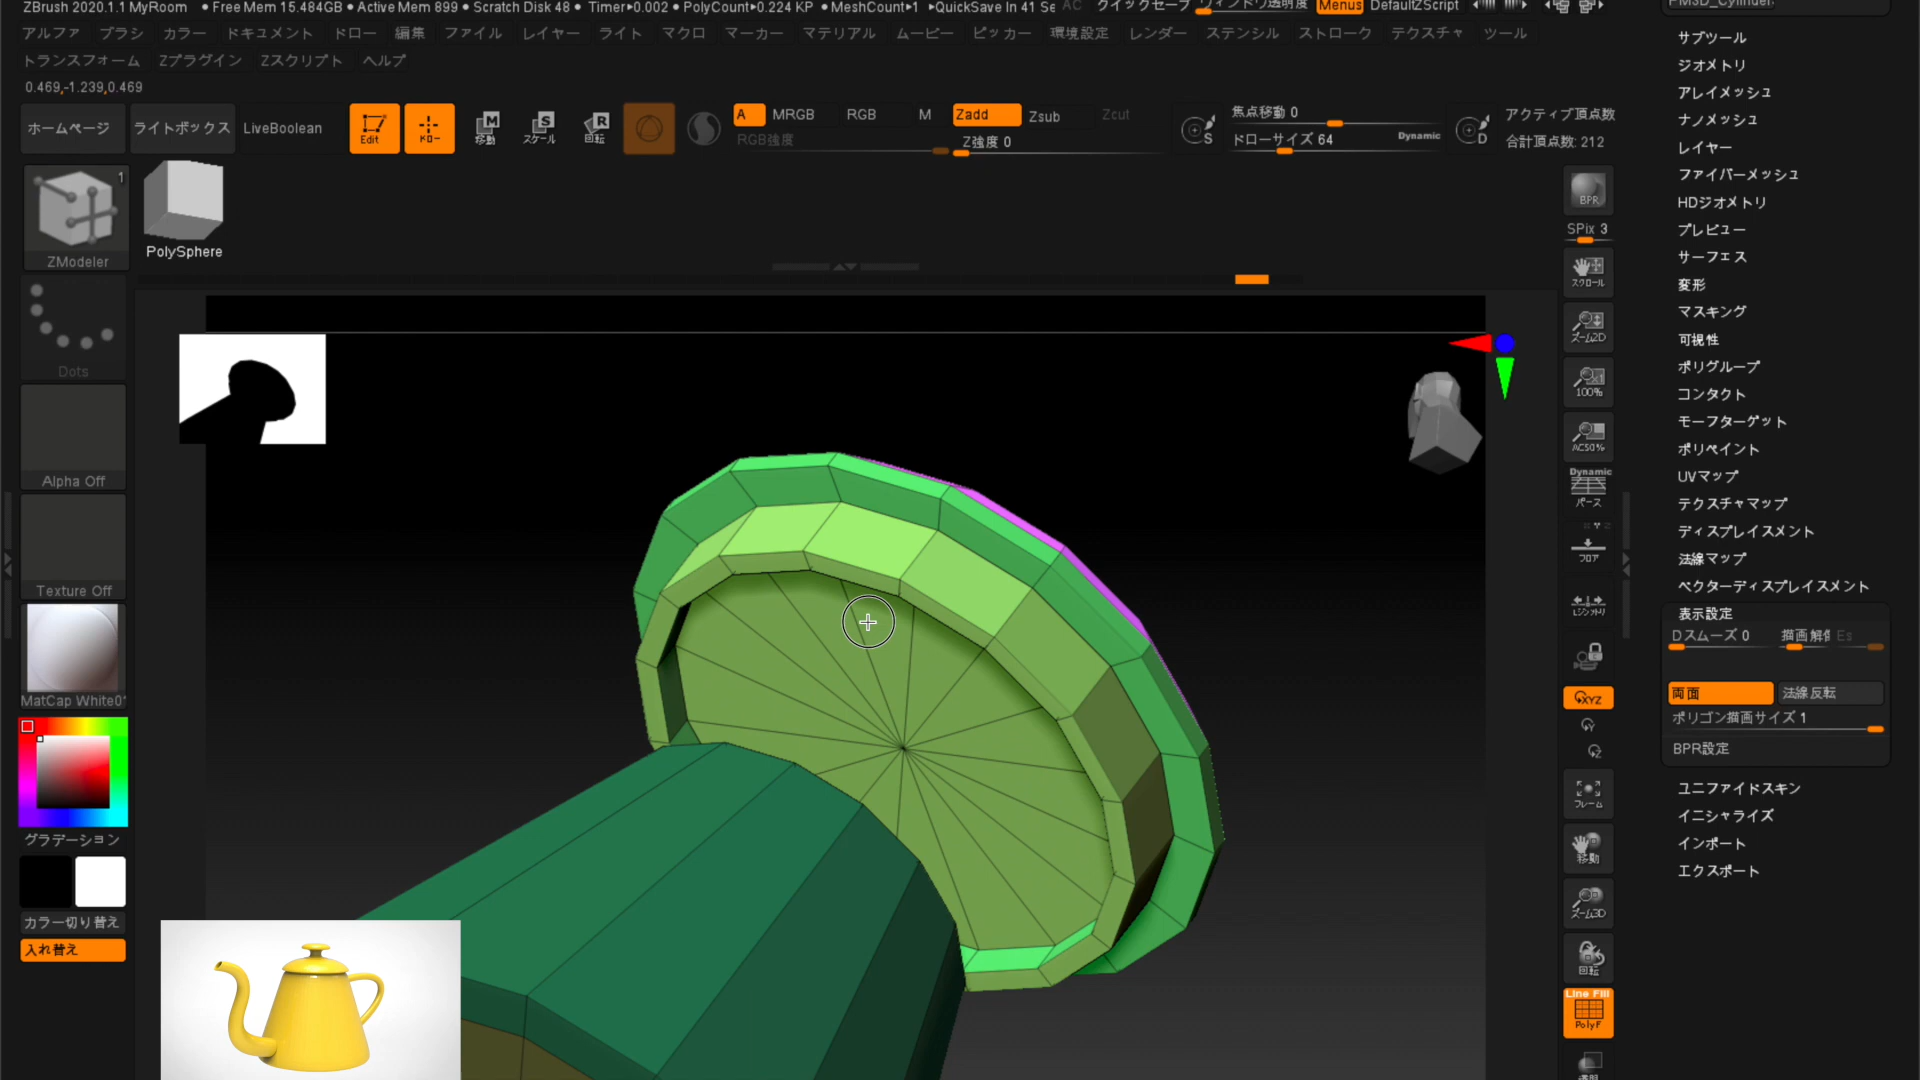 ZBrush 2020.1.1 MyRoom • Free Mem 15.484GB • Active Mem 899 • Scratch Disk 48 • Timer▸0.002 • PolyCount▸0.224 KP • MeshCount▸1 ▸QuickSave In 41 Se AC クイックセーブ ウィンドウ透明度 Menus DefaultZScript
アルファ ブラシ カラー ドキュメント ドロー 編集 ファイル レイヤー ライト マクロ マーカー マテリアル ムービー ピッカー 環境設定 レンダー ステンシル ストローク テクスチャ ツール
トランスフォーム Zプラグイン Zスクリプト ヘルプ
0.469,-1.239,0.469
ホームページ ライトボックス LiveBoolean Edit ドロー 移動 スケール 回転 A MRGB RGB M Zadd Zsub Zcut 焦点移動 0 アクティブ頂点数
RGB強度 Z強度 0 ドローサイズ 64 Dynamic 合計頂点数: 212
M S R S D
1
ZModeler
PolySphere
Dots
Alpha Off
Texture Off
MatCap White0
グラデーション
カラー切り替え
入れ替え
BPR
SPix 3
スクロール
ズーム2D
100%
AC50%
Dynamic
パース
フロア
XYZ
Y
Z
フレーム
移動
ズーム3D
回転
Line Fill
PolyF
PM3D_Cylinder
サブツール
ジオメトリ
アレイメッシュ
ナノメッシュ
レイヤー
ファイバーメッシュ
HDジオメトリ
プレビュー
サーフェス
変形
マスキング
可視性
ポリグループ
コンタクト
モーフターゲット
ポリペイント
UVマップ
テクスチャマップ
ディスプレイスメント
法線マップ
ベクターディスプレイスメント
表示設定
Dスムーズ 0 描画解像 Es
両面 法線反転
ポリゴン描画サイズ 1
BPR設定
ユニファイドスキン
イニシャライズ
インポート
エクスポート